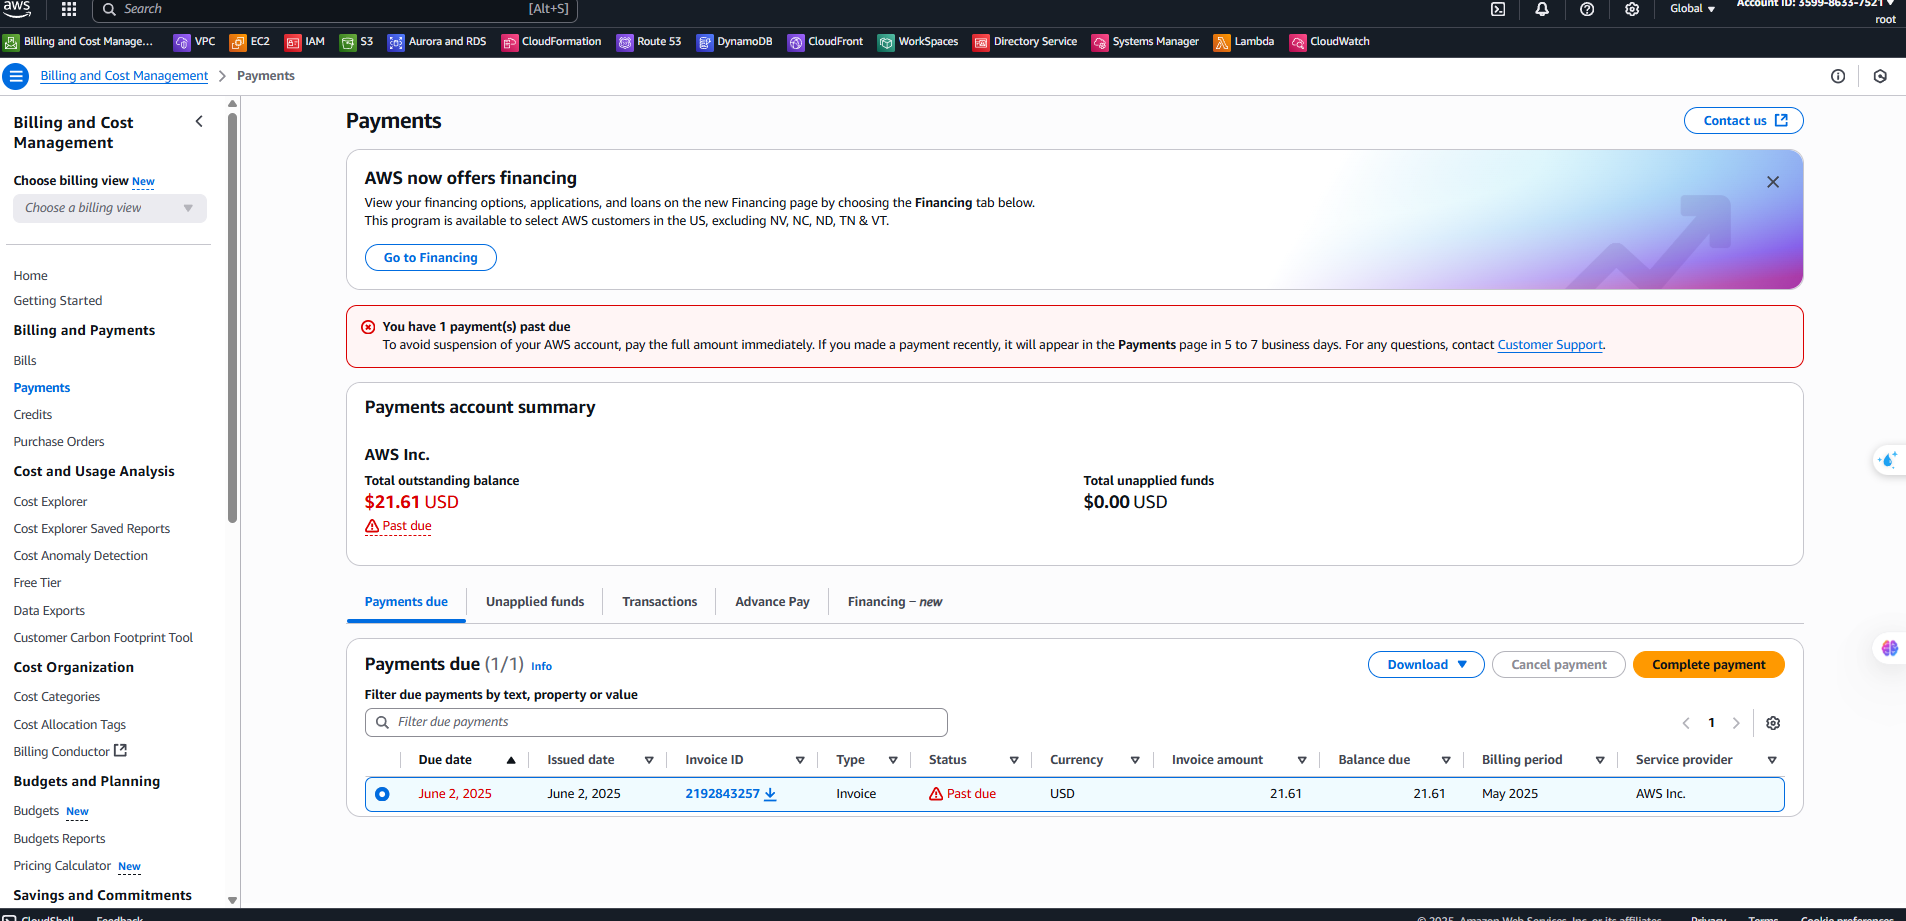 aws
Search
[Alt+S]
Global
Account ID: 3599-8633-7521
root
Billing and Cost Manage...
VPC
EC2
IAM
S3
Aurora and RDS
CloudFormation
Route 53
DynamoDB
CloudFront
WorkSpaces
Directory Service
Systems Manager
Lambda
CloudWatch
Billing and Cost Management
Payments
Billing and Cost
Management
Choose billing view New
Choose a billing view
Home
Getting Started
Billing and Payments
Bills
Payments
Credits
Purchase Orders
Cost and Usage Analysis
Cost Explorer
Cost Explorer Saved Reports
Cost Anomaly Detection
Free Tier
Data Exports
Customer Carbon Footprint Tool
Cost Organization
Cost Categories
Cost Allocation Tags
Billing Conductor
Budgets and Planning
Budgets New
Budgets Reports
Pricing Calculator New
Savings and Commitments
Payments
Contact us
AWS now offers financing
View your financing options, applications, and loans on the new Financing page by choosing the Financing tab below.
This program is available to select AWS customers in the US, excluding NV, NC, ND, TN & VT.
Go to Financing
You have 1 payment(s) past due
To avoid suspension of your AWS account, pay the full amount immediately. If you made a payment recently, it will appear in the Payments page in 5 to 7 business days. For any questions, contact Customer Support.
Payments account summary
AWS Inc.
Total outstanding balance
$21.61 USD
Past due
Total unapplied funds
$0.00 USD
Payments due
Unapplied funds
Transactions
Advance Pay
Financing – new
Payments due (1/1) Info
Download
Cancel payment
Complete payment
Filter due payments by text, property or value
Filter due payments
1
Due date Issued date Invoice ID Type Status Currency Invoice amount Balance due Billing period Service provider
June 2, 2025 June 2, 2025 2192843257 Invoice Past due USD 21.61 21.61 May 2025 AWS Inc.
CloudShell Feedback
© 2025, Amazon Web Services, Inc. or its affiliates. Privacy Terms Cookie preferences